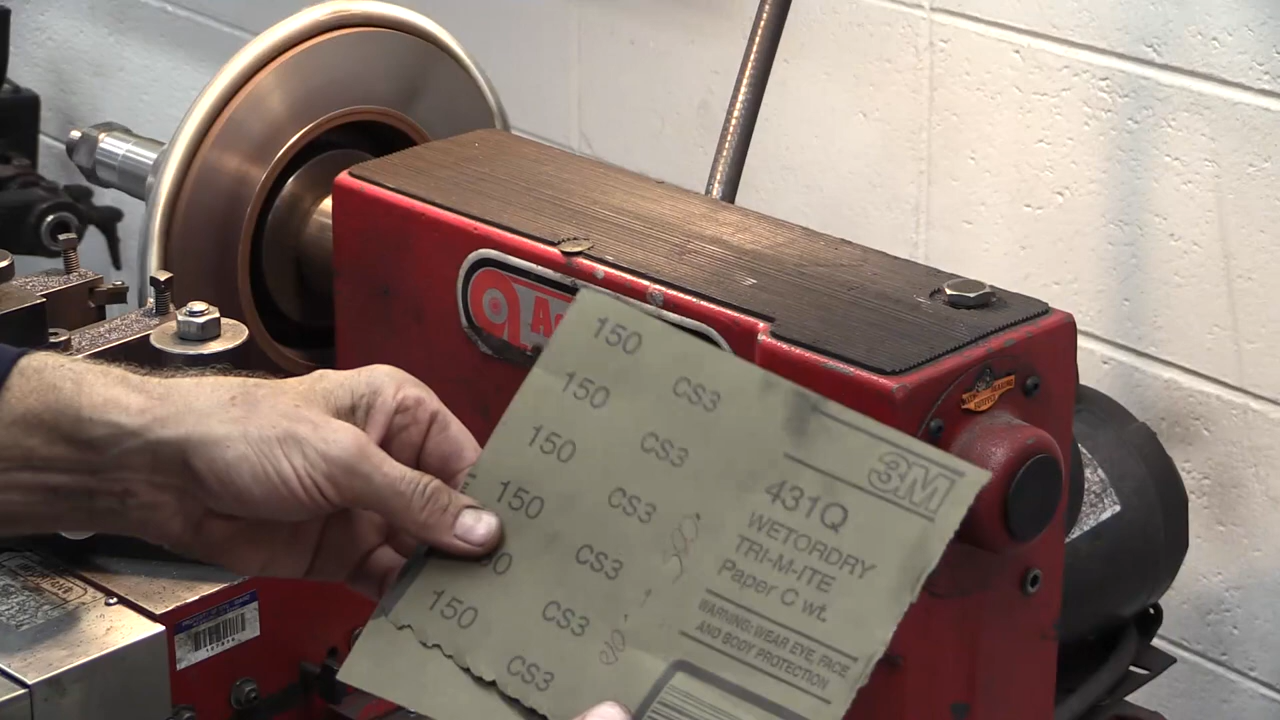 150 CS3
150 CS3
150 CS3
150 CS3
CS3
150 CS3
CS3
3M
431Q
WETORDRY
TRI-M-ITE
Paper C wt.
WARNING: WEAR EYE, FACE
AND BODY PROTECTION